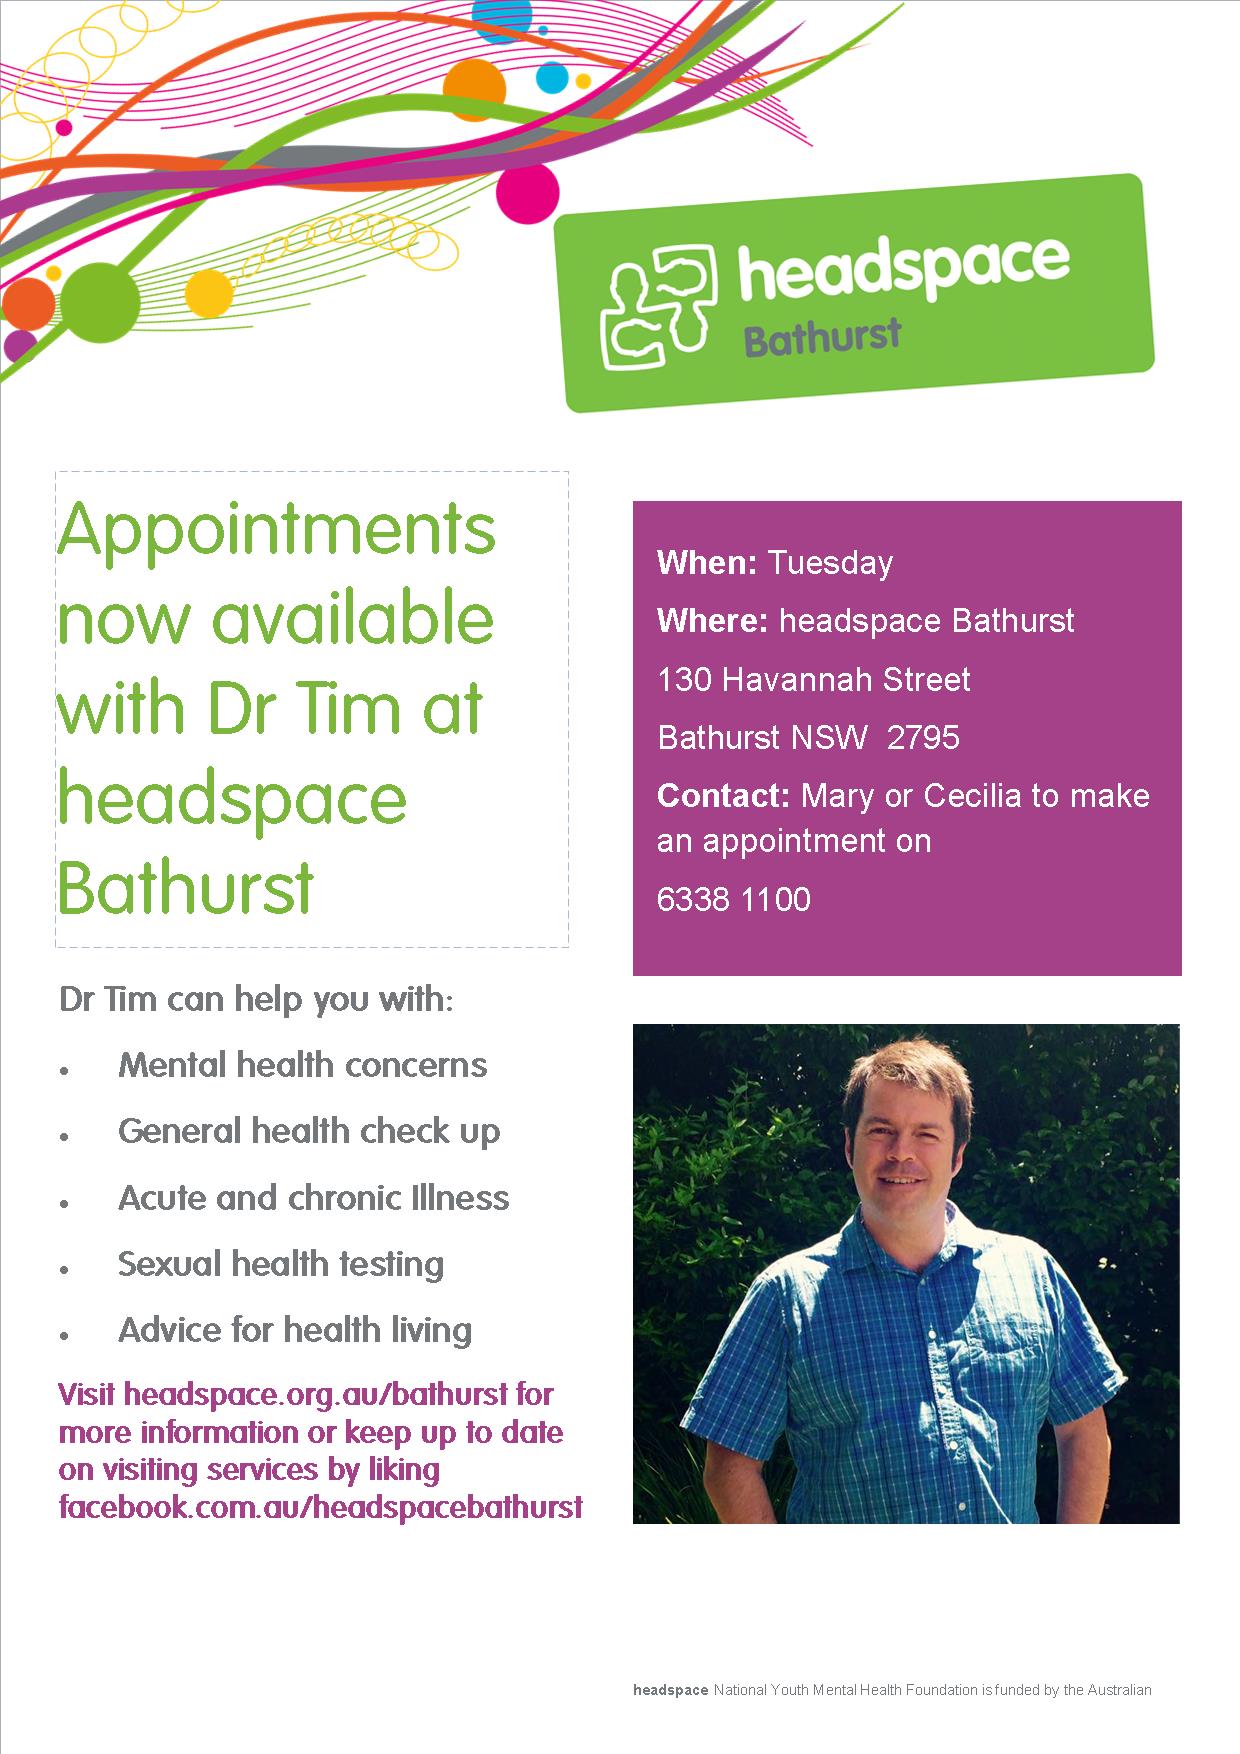 headspace
Bathurst
Appointments
now available
with Dr Tim at
headspace
Bathurst
When: Tuesday
Where: headspace Bathurst
130 Havannah Street
Bathurst NSW  2795
Contact: Mary or Cecilia to make
an appointment on
6338 1100
Dr Tim can help you with:
• Mental health concerns
• General health check up
• Acute and chronic Illness
• Sexual health testing
• Advice for health living
Visit headspace.org.au/bathurst for
more information or keep up to date
on visiting services by liking
facebook.com.au/headspacebathurst
headspace National Youth Mental Health Foundation is funded by the Australian